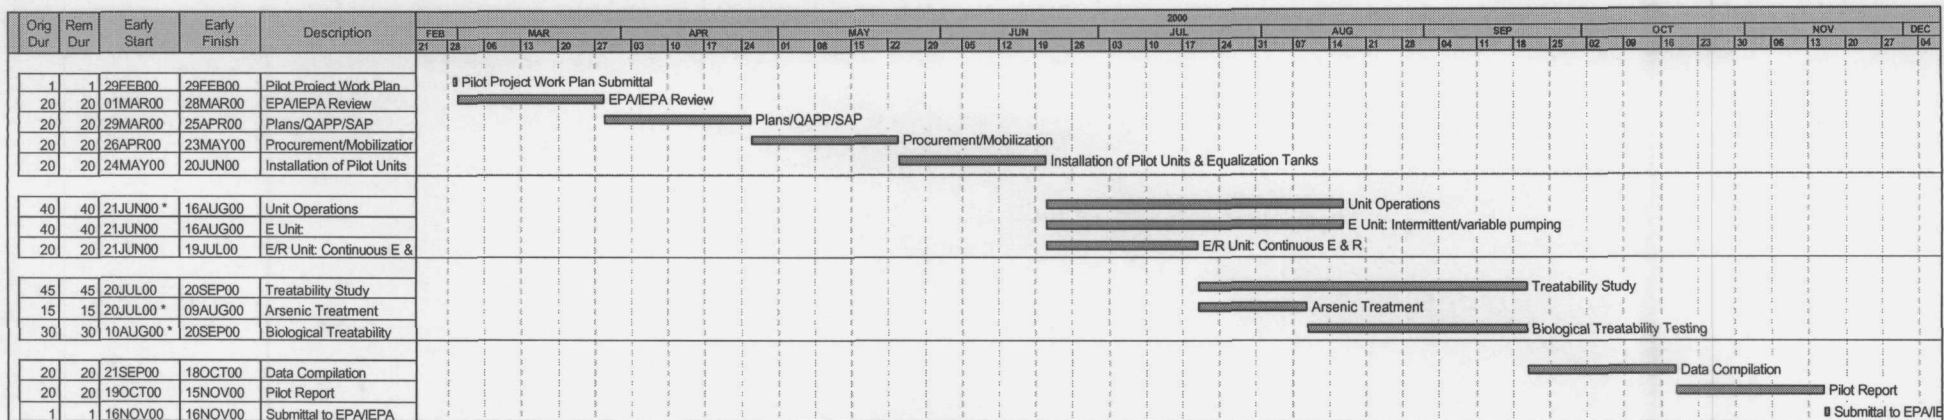 2000
Orig Dur Rem Dur Early Start Early Finish Description
FEB MAR APR MAY JUN JUL AUG SEP OCT NOV DEC
21 28 06 13 20 27 03 10 17 24 01 08 15 22 29 05 12 19 26 03 10 17 24 31 07 14 21 28 04 11 18 25 02 09 16 23 30 06 13 20 27 04
1 1 29FEB00 29FEB00 Pilot Project Work Plan Pilot Project Work Plan Submittal
20 20 01MAR00 28MAR00 EPA/IEPA Review EPA/IEPA Review
20 20 29MAR00 25APR00 Plans/QAPP/SAP Plans/QAPP/SAP
20 20 26APR00 23MAY00 Procurement/Mobilization Procurement/Mobilization
20 20 24MAY00 20JUN00 Installation of Pilot Units Installation of Pilot Units & Equalization Tanks
40 40 21JUN00 * 16AUG00 Unit Operations Unit Operations
40 40 21JUN00 16AUG00 E Unit: E Unit: Intermittent/variable pumping
20 20 21JUN00 19JUL00 E/R Unit: Continuous E & E/R Unit: Continuous E & R
45 45 20JUL00 20SEP00 Treatability Study Treatability Study
15 15 20JUL00 * 09AUG00 Arsenic Treatment Arsenic Treatment
30 30 10AUG00 * 20SEP00 Biological Treatability Biological Treatability Testing
20 20 21SEP00 18OCT00 Data Compilation Data Compilation
20 20 19OCT00 15NOV00 Pilot Report Pilot Report
1 1 16NOV00 16NOV00 Submittal to EPA/IEPA Submittal to EPA/IE